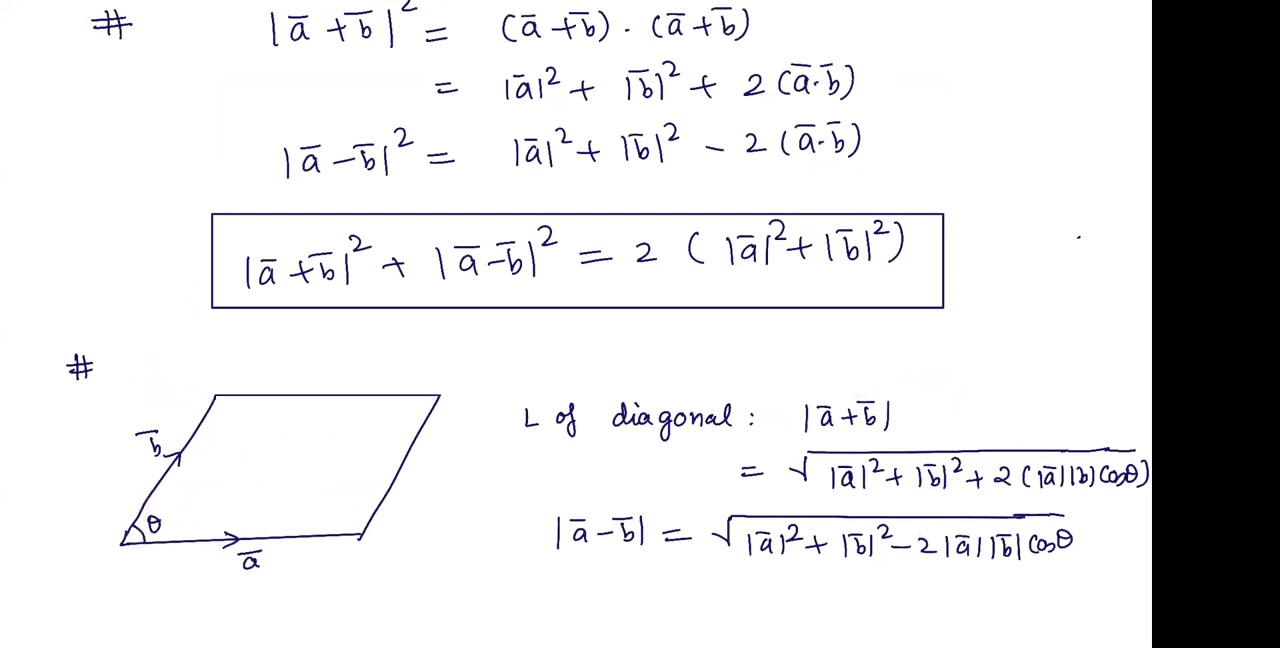 # |a̅ + b̅|² = (a̅ + b̅) · (a̅ + b̅)
= |a̅|² + |b̅|² + 2 (a̅·b̅)
|a̅ − b̅|² = |a̅|² + |b̅|² − 2 (a̅·b̅)
|a̅ + b̅|² + |a̅ − b̅|² = 2 ( |a̅|² + |b̅|² )
#
L of diagonal : |a̅ + b̅|
b̅
= √(|a̅|² + |b̅|² + 2 (|a̅| |b| cosθ)
θ
|a̅ − b̅| = √|a̅|² + |b̅|² − 2 |a̅| |b̅| cosθ
a̅